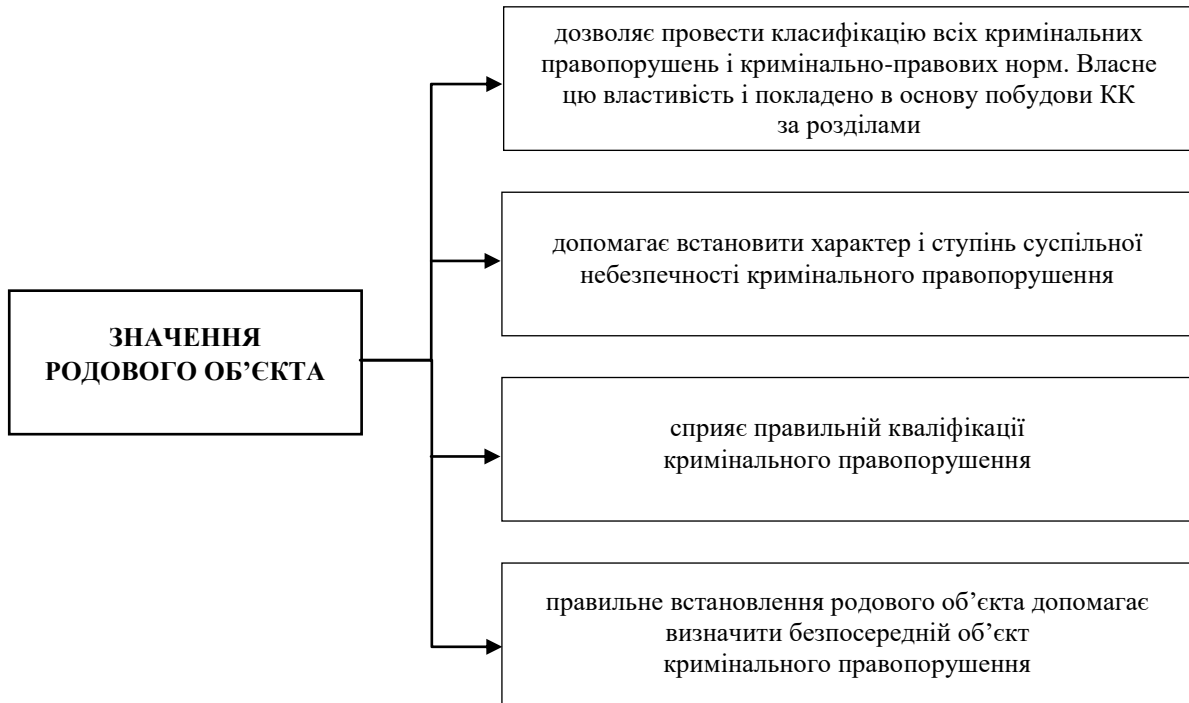 дозволяє провести класифікацію всіх кримінальних
правопорушень і кримінально-правових норм. Власне
цю властивість і покладено в основу побудови КК
за розділами
допомагає встановити характер і ступінь суспільної
небезпечності кримінального правопорушення
ЗНАЧЕННЯ
РОДОВОГО ОБ’ЄКТА
сприяє правильній кваліфікації
кримінального правопорушення
правильне встановлення родового об’єкта допомагає
визначити безпосередній об’єкт
кримінального правопорушення